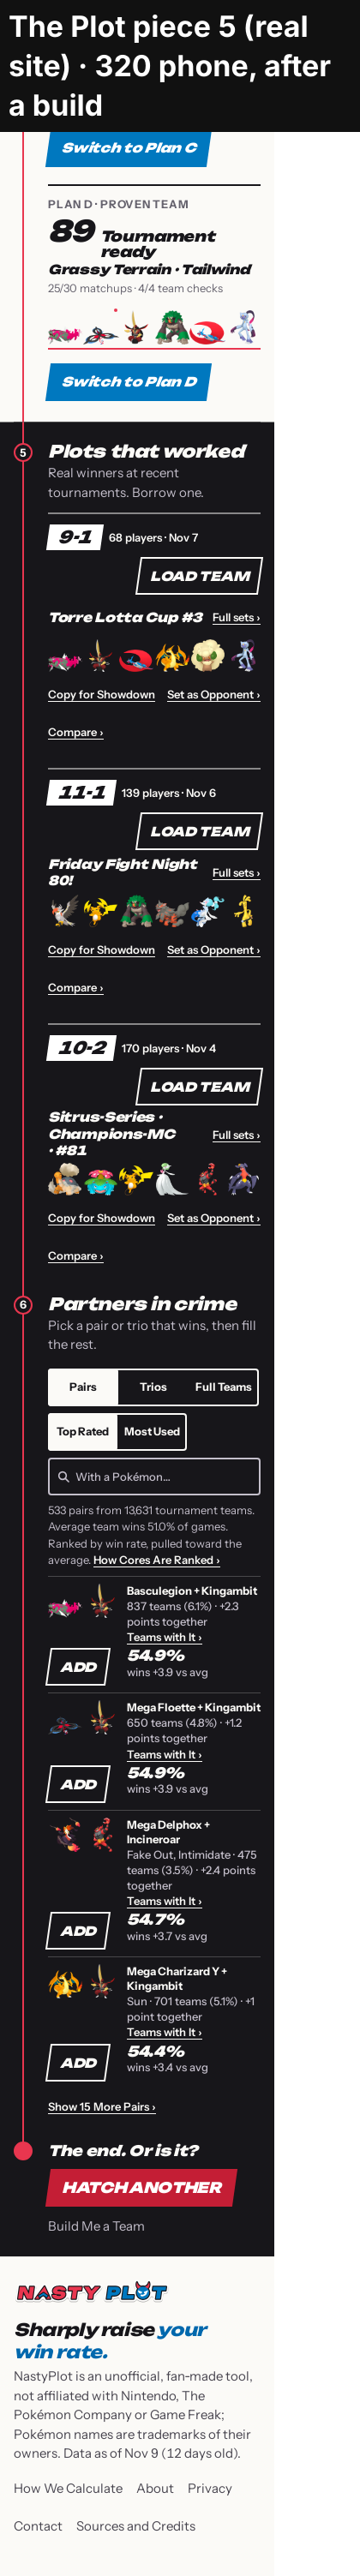 The Plot piece 5 (real
site) · 320 phone, after
a build
Switch to Plan C
PLAN D · PROVEN TEAM
89 Tournament
ready
Grassy Terrain · Tailwind
25/30 matchups · 4/4 team checks
Switch to Plan D
5 Plots that worked
Real winners at recent
tournaments. Borrow one.
9-1 68 players · Nov 7
LOAD TEAM
Torre Lotta Cup #3 Full sets ›
Copy for Showdown Set as Opponent ›
Compare ›
11-1 139 players · Nov 6
LOAD TEAM
Friday Fight Night
80! Full sets ›
Copy for Showdown Set as Opponent ›
Compare ›
10-2 170 players · Nov 4
LOAD TEAM
Sitrus-Series ·
Champions-MC Full sets ›
· #81
Copy for Showdown Set as Opponent ›
Compare ›
6 Partners in crime
Pick a pair or trio that wins, then fill
the rest.
Pairs Trios Full Teams
Top Rated Most Used
With a Pokémon...
533 pairs from 13,631 tournament teams.
Average team wins 51.0% of games.
Ranked by win rate, pulled toward the
average. How Cores Are Ranked ›
Basculegion + Kingambit
837 teams (6.1%) · +2.3
points together
Teams with It ›
ADD 54.9%
wins +3.9 vs avg
Mega Floette + Kingambit
650 teams (4.8%) · +1.2
points together
Teams with It ›
ADD 54.9%
wins +3.9 vs avg
Mega Delphox +
Incineroar
Fake Out, Intimidate · 475
teams (3.5%) · +2.4 points
together
Teams with It ›
ADD 54.7%
wins +3.7 vs avg
Mega Charizard Y +
Kingambit
Sun · 701 teams (5.1%) · +1
point together
Teams with It ›
ADD 54.4%
wins +3.4 vs avg
Show 15 More Pairs ›
The end. Or is it?
HATCH ANOTHER
Build Me a Team
NASTY PLOT
Sharply raise your
win rate.
NastyPlot is an unofficial, fan-made tool,
not affiliated with Nintendo, The
Pokémon Company or Game Freak;
Pokémon names are trademarks of their
owners. Data as of Nov 9 (12 days old).
How We Calculate About Privacy
Contact Sources and Credits